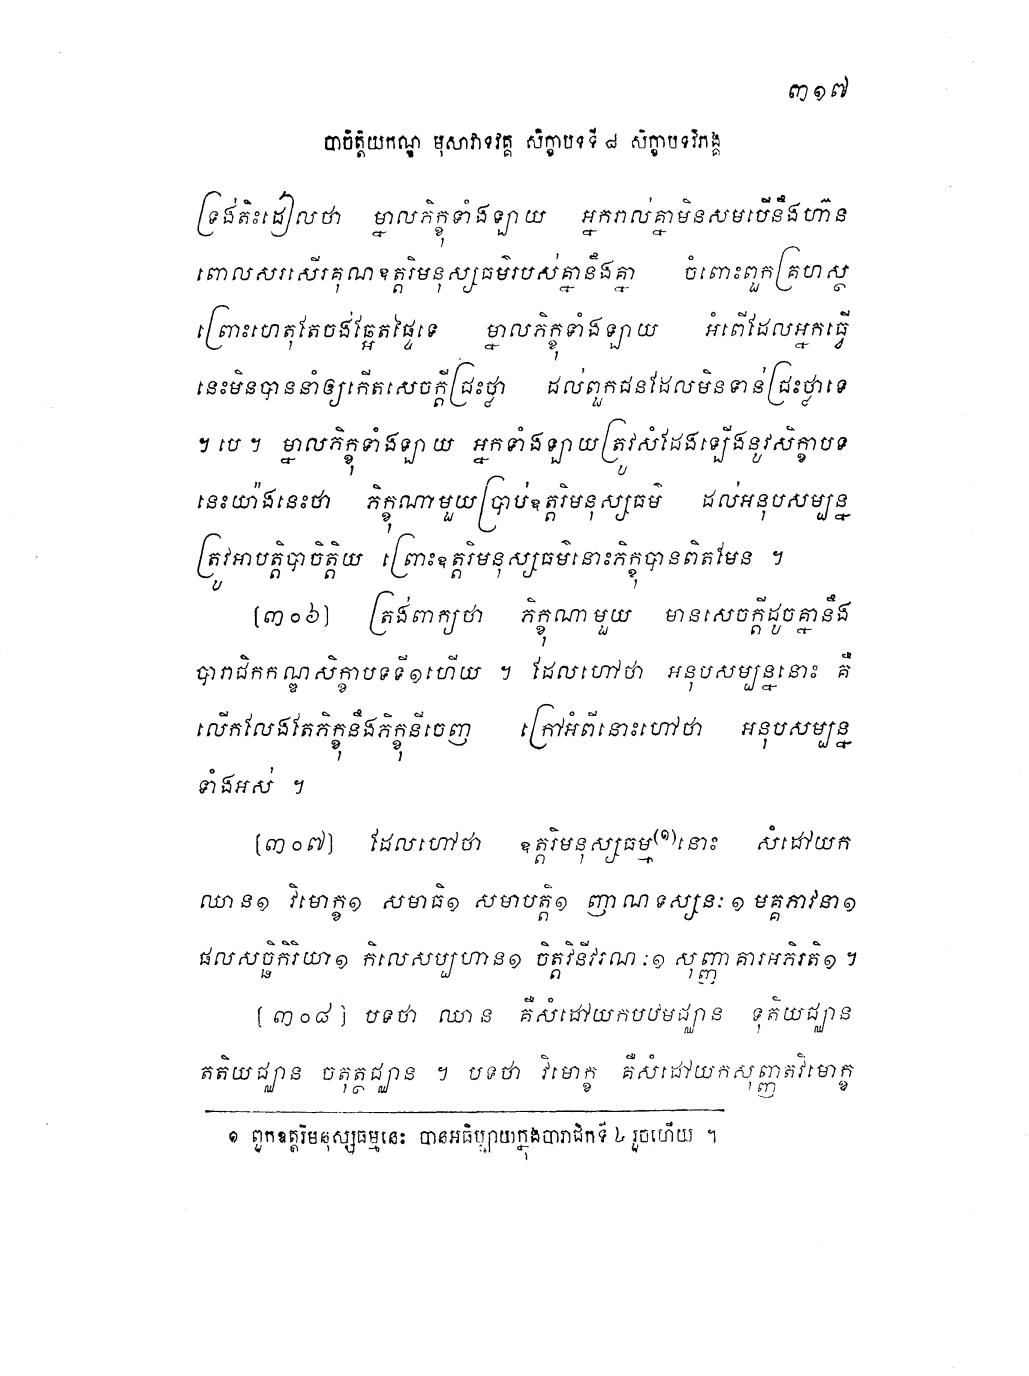 ៣១៧
បាចិត្តិយកណ្ឌ មុសាវាទវគ្គ សិក្ខាបទទី ៨ សិក្ខាបទវិភង្គ
ទ្រង់តិះដៀលថា ម្នាលភិក្ខុទាំងឡាយ អ្នករាល់គ្នាមិនសមបើនឹងហ៊ាន
ពោលសរសើរគុណឧត្តរិមនុស្សធម៌របស់គ្នានឹងគ្នា ចំពោះពួកគ្រហស្ថ
ព្រោះហេតុតែចង់ឆ្អែតផ្ទៃទេ ម្នាលភិក្ខុទាំងឡាយ អំពើដែលអ្នកធ្វើ
នេះមិនបាននាំឲ្យកើតសេចក្តីជ្រះថ្លា ដល់ពួកជនដែលមិនទាន់ជ្រះថ្លាទេ
។ បេ ។ ម្នាលភិក្ខុទាំងឡាយ អ្នកទាំងឡាយត្រូវសំដែងឡើងនូវសិក្ខាបទ
នេះយ៉ាងនេះថា ភិក្ខុណាមួយប្រាប់ឧត្តរិមនុស្សធម៌ ដល់អនុបសម្បន្ន
ត្រូវអាបត្តិបាចិត្តិយ ព្រោះឧត្តរិមនុស្សធម៌នោះភិក្ខុបានពិតមែន ។
[៣០៦] ត្រង់ពាក្យថា ភិក្ខុណាមួយ មានសេចក្តីដូចគ្នានឹង
បារាជិកកណ្ឌសិក្ខាបទទី១ហើយ ។ ដែលហៅថា អនុបសម្បន្ននោះ គឺ
លើកលែងតែភិក្ខុនឹងភិក្ខុនីចេញ ក្រៅអំពីនោះហៅថា អនុបសម្បន្ន
ទាំងអស់ ។
[៣០៧] ដែលហៅថា ឧត្តរិមនុស្សធម្ម(១)នោះ សំដៅយក
ឈាន១ វិមោក្ខ១ សមាធិ១ សមាបត្តិ១ ញាណទស្សនៈ ១ មគ្គភាវនា១
ផលសច្ឆិកិរិយា១ កិលេសប្បហាន១ ចិត្តវិនីវរណៈ១ សុញ្ញាគារអភិរតិ១ ។
[៣០៨] បទថា ឈាន គឺសំដៅយកបឋមជ្ឈាន ទុតិយជ្ឈាន
តតិយជ្ឈាន ចតុត្ថជ្ឈាន ។ បទថា វិមោក្ខ គឺសំដៅយកសុញ្ញតវិមោក្ខ
១ ពួកឧត្តរិមនុស្សធម្មនេះ បានអធិប្បាយក្នុងបារាជិកទី ៤ រួចហើយ ។